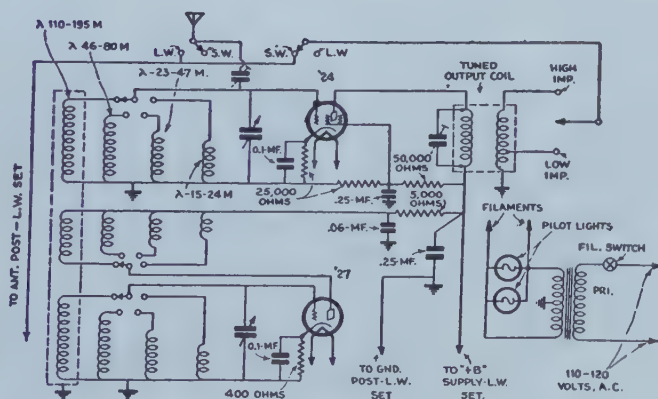 λ 110-195 M.
λ 46-80 M.
λ-23-47 M.
L.W.
S.W.
S.W.
L.W
'24
TUNED
OUTPUT COIL
HIGH
IMP.
0.1-MF.
λ-15-24 M.
25,000
OHMS
.25-MF.
50,000
OHMS
5,000
OHMS
LOW
IMP.
.06-MF.
.25-MF.
FILAMENTS
PILOT LIGHTS
FIL. SWITCH
PRI.
TO ANT. POST-L.W. SET
'27
0.1-MF.
400 OHMS
TO GND.
POST-L.W.
SET
TO "+B"
SUPPLY-L.W.
SET.
110-120
VOLTS, A.C.